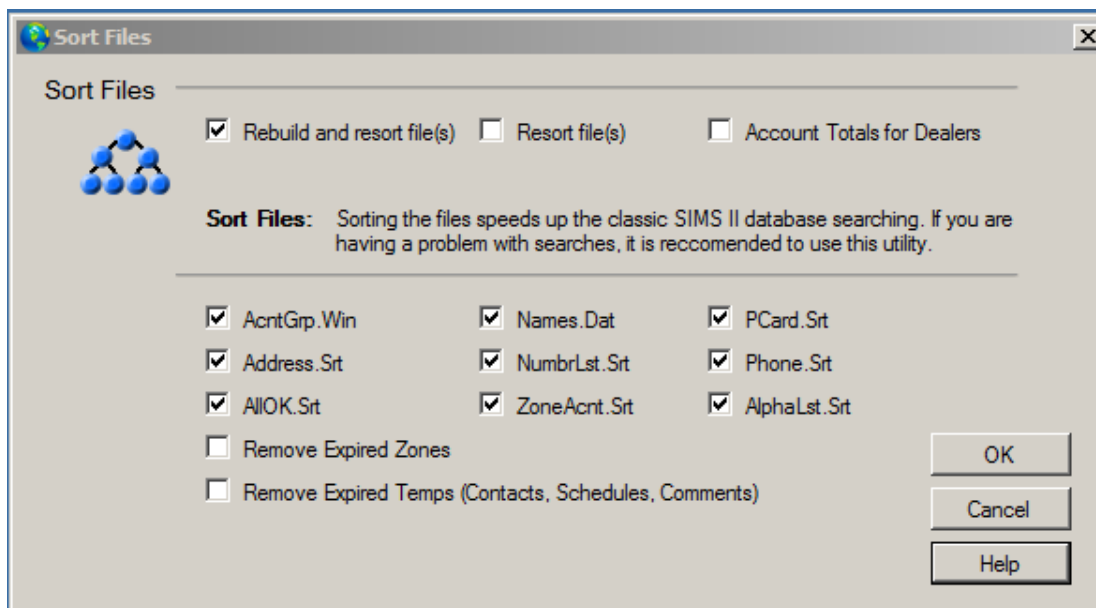 Sort Files
Sort Files
Rebuild and resort file(s) Resort file(s) Account Totals for Dealers
Sort Files: Sorting the files speeds up the classic SIMS II database searching. If you are
having a problem with searches, it is reccomended to use this utility.
AcntGrp.Win Names.Dat PCard.Srt
Address.Srt NumbrLst.Srt Phone.Srt
AllOK.Srt ZoneAcnt.Srt AlphaLst.Srt
Remove Expired Zones
Remove Expired Temps (Contacts, Schedules, Comments)
OK
Cancel
Help